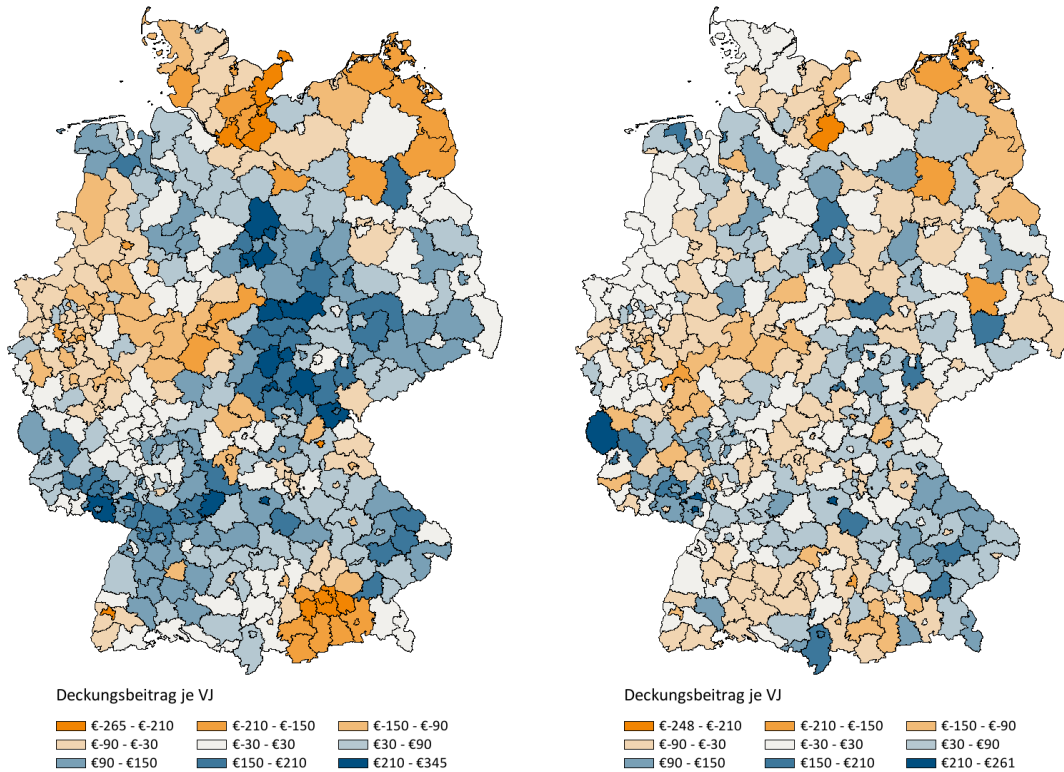 Deckungsbeitrag je VJ
€-265 - €-210 €-210 - €-150 €-150 - €-90
€-90 - €-30 €-30 - €30 €30 - €90
€90 - €150 €150 - €210 €210 - €345
Deckungsbeitrag je VJ
€-248 - €-210 €-210 - €-150 €-150 - €-90
€-90 - €-30 €-30 - €30 €30 - €90
€90 - €150 €150 - €210 €210 - €261